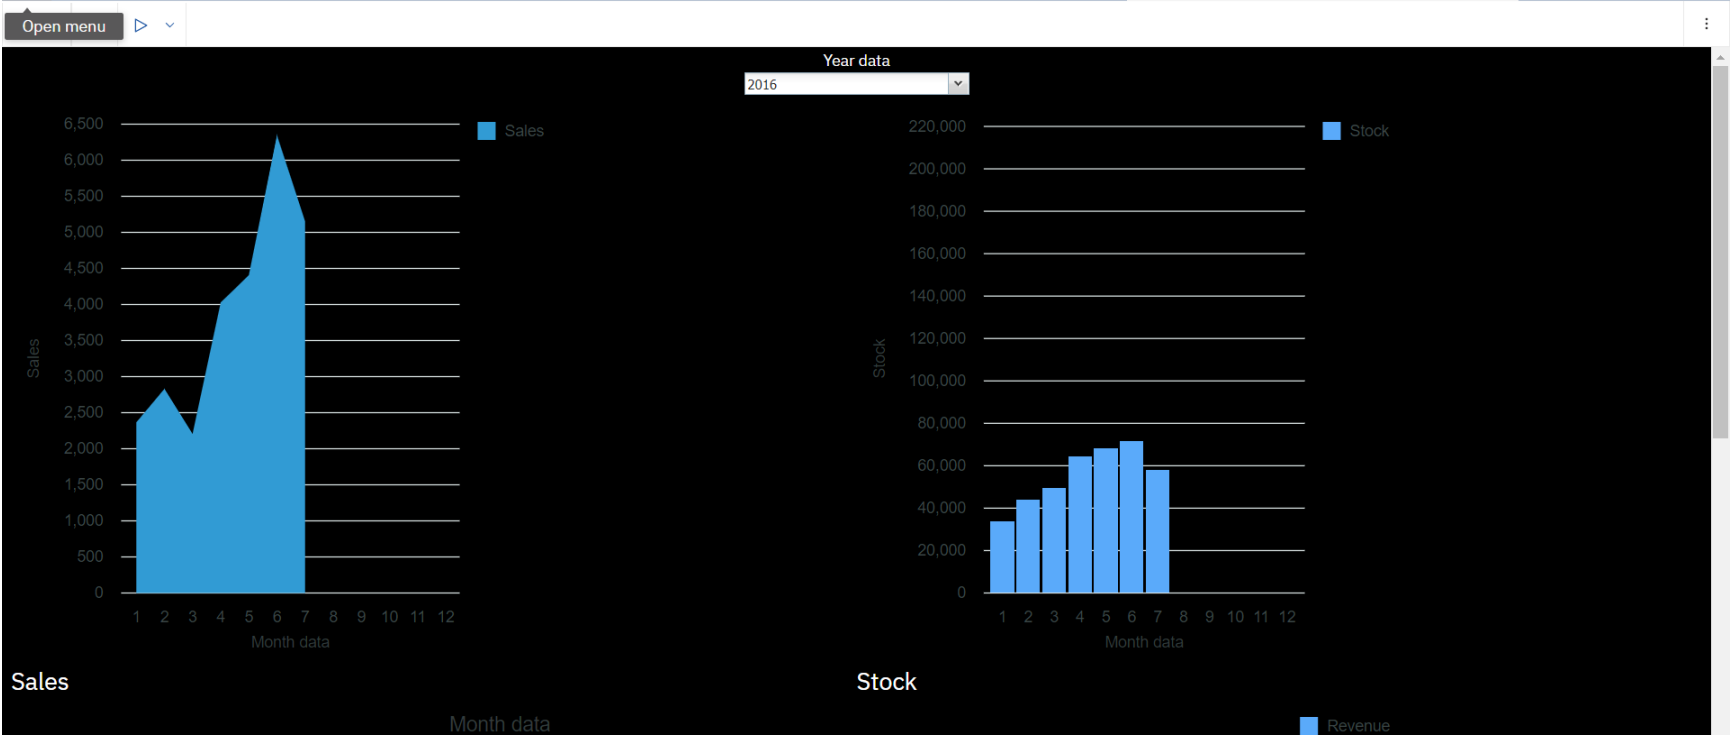 Open menu
Year data
2016
6,500
6,000
5,500
5,000
4,500
4,000
3,500
3,000
2,500
2,000
1,500
1,000
500
0
Sales
1 2 3 4 5 6 7 8 9 10 11 12
Month data
Sales
220,000
200,000
180,000
160,000
140,000
120,000
100,000
80,000
60,000
40,000
20,000
0
Stock
1 2 3 4 5 6 7 8 9 10 11 12
Month data
Stock
Sales
Stock
Month data
Revenue